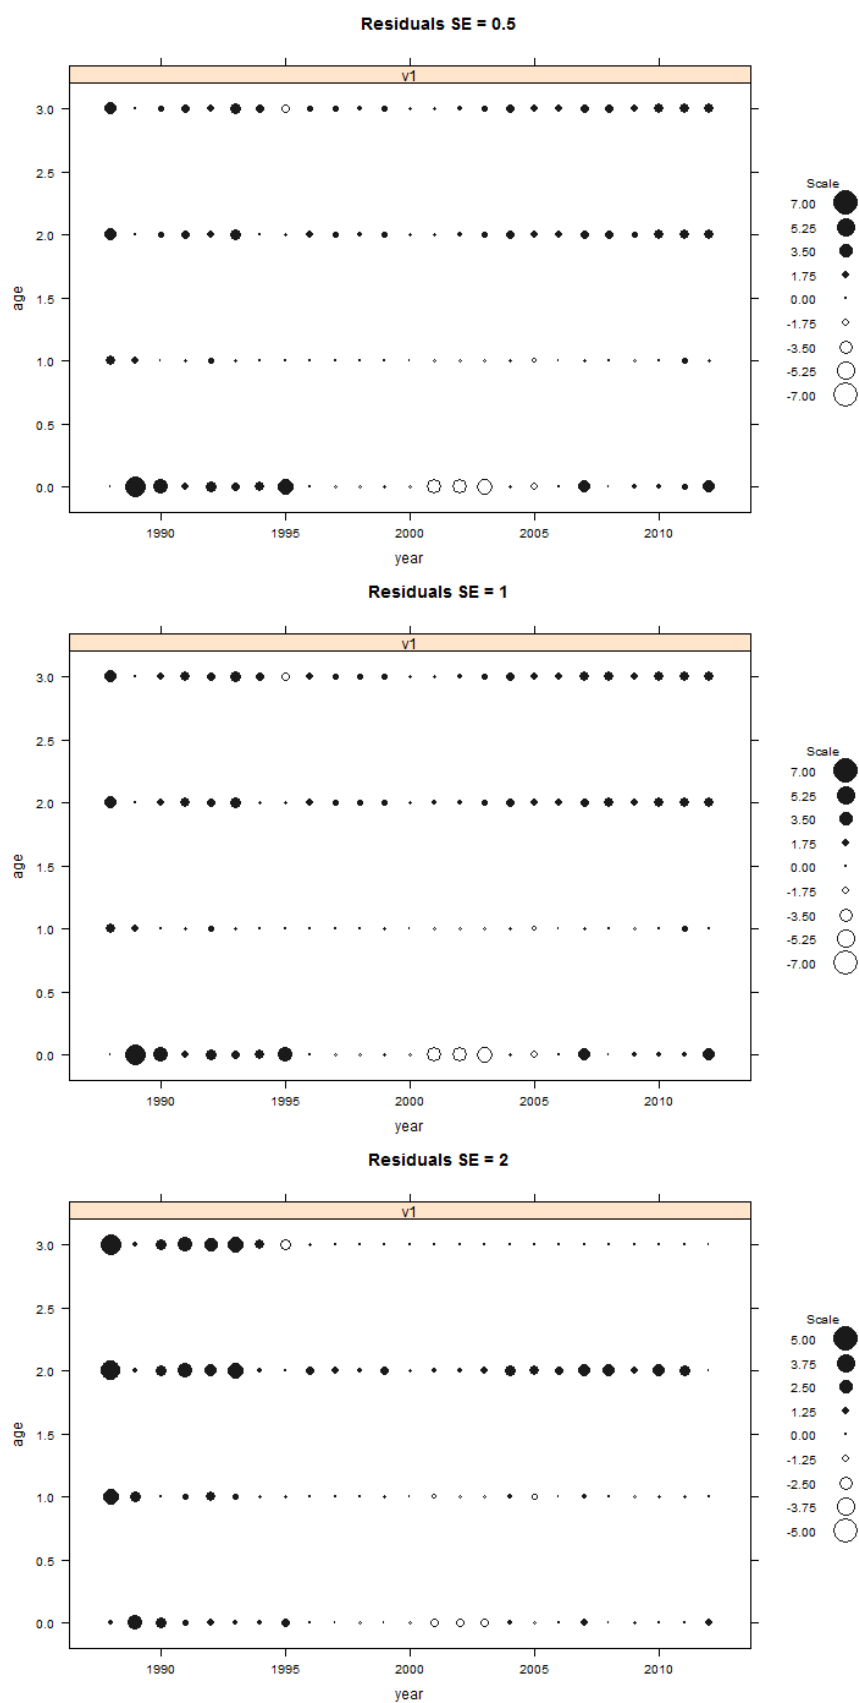 Residuals SE = 0.5
v1
3.0
2.5
2.0
1.5
1.0
0.5
0.0
age
1990 1995 2000 2005 2010
year
Scale
7.00
5.25
3.50
1.75
0.00
-1.75
-3.50
-5.25
-7.00
Residuals SE = 1
v1
3.0
2.5
2.0
1.5
1.0
0.5
0.0
age
1990 1995 2000 2005 2010
year
Scale
7.00
5.25
3.50
1.75
0.00
-1.75
-3.50
-5.25
-7.00
Residuals SE = 2
v1
3.0
2.5
2.0
1.5
1.0
0.5
0.0
age
1990 1995 2000 2005 2010
year
Scale
5.00
3.75
2.50
1.25
0.00
-1.25
-2.50
-3.75
-5.00